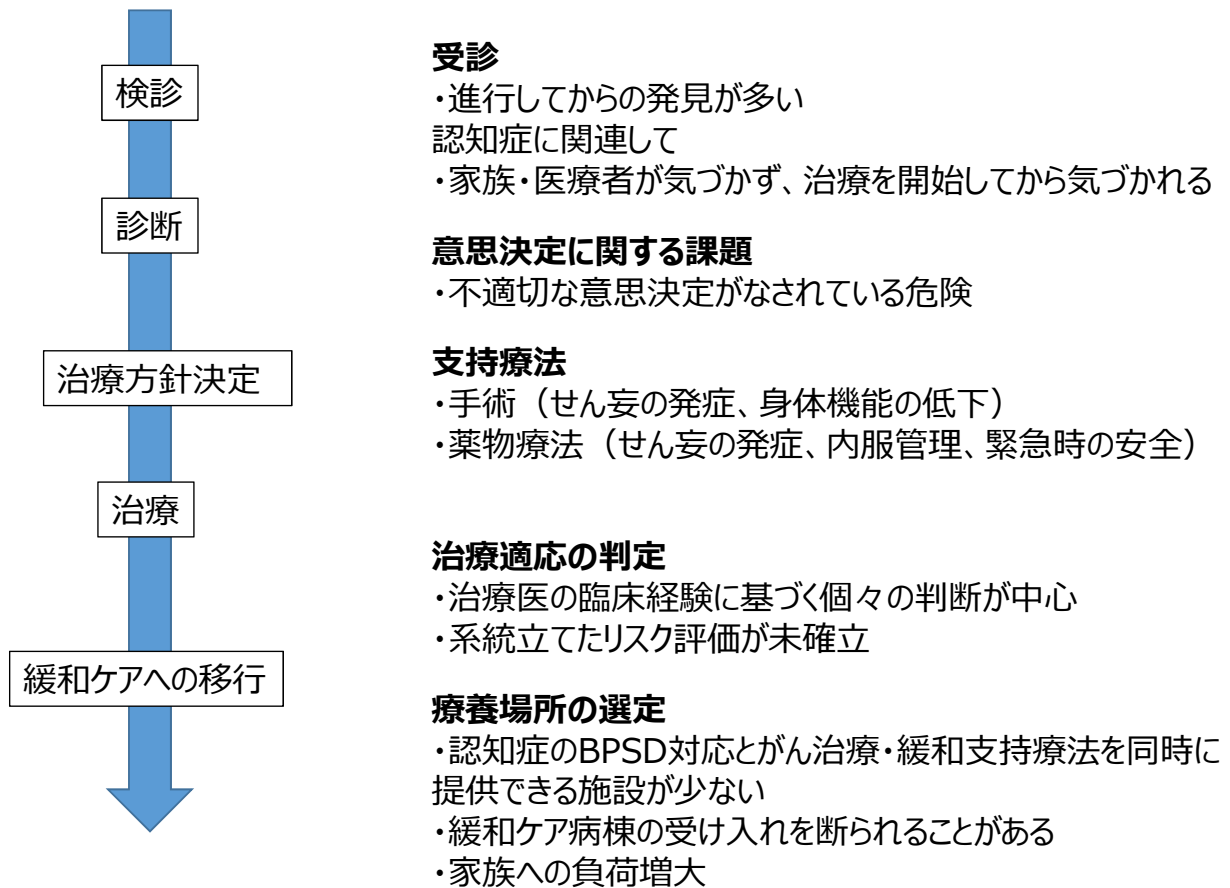 検診
診断
治療方針決定
治療
緩和ケアへの移行
受診
・進行してからの発見が多い
認知症に関連して
・家族・医療者が気づかず、治療を開始してから気づかれる
意思決定に関する課題
・不適切な意思決定がなされている危険
支持療法
・手術（せん妄の発症、身体機能の低下）
・薬物療法（せん妄の発症、内服管理、緊急時の安全）
治療適応の判定
・治療医の臨床経験に基づく個々の判断が中心
・系統立てたリスク評価が未確立
療養場所の選定
・認知症のBPSD対応とがん治療・緩和支持療法を同時に
提供できる施設が少ない
・緩和ケア病棟の受け入れを断られることがある
・家族への負荷増大